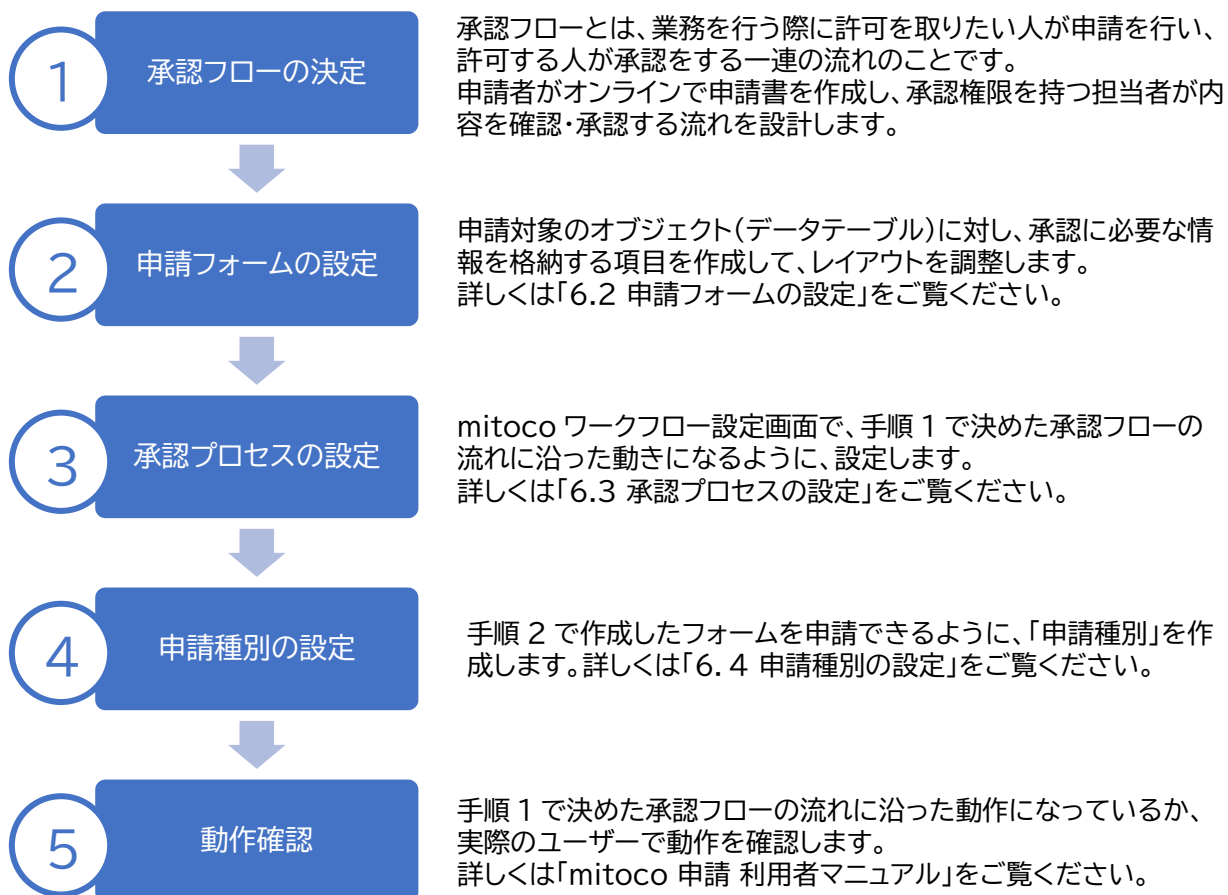 1
承認フローの決定
承認フローとは、業務を行う際に許可を取りたい人が申請を行い、
許可する人が承認をする一連の流れのことです。
申請者がオンラインで申請書を作成し、承認権限を持つ担当者が内
容を確認・承認する流れを設計します。
2
申請フォームの設定
申請対象のオブジェクト(データテーブル)に対し、承認に必要な情
報を格納する項目を作成して、レイアウトを調整します。
詳しくは「6.2 申請フォームの設定」をご覧ください。
3
承認プロセスの設定
mitoco ワークフロー設定画面で、手順 1 で決めた承認フローの
流れに沿った動きになるように、設定します。
詳しくは「6.3 承認プロセスの設定」をご覧ください。
4
申請種別の設定
手順 2 で作成したフォームを申請できるように、「申請種別」を作
成します。詳しくは「6.4 申請種別の設定」をご覧ください。
5
動作確認
手順 1 で決めた承認フローの流れに沿った動作になっているか、
実際のユーザーで動作を確認します。
詳しくは「mitoco 申請 利用者マニュアル」をご覧ください。